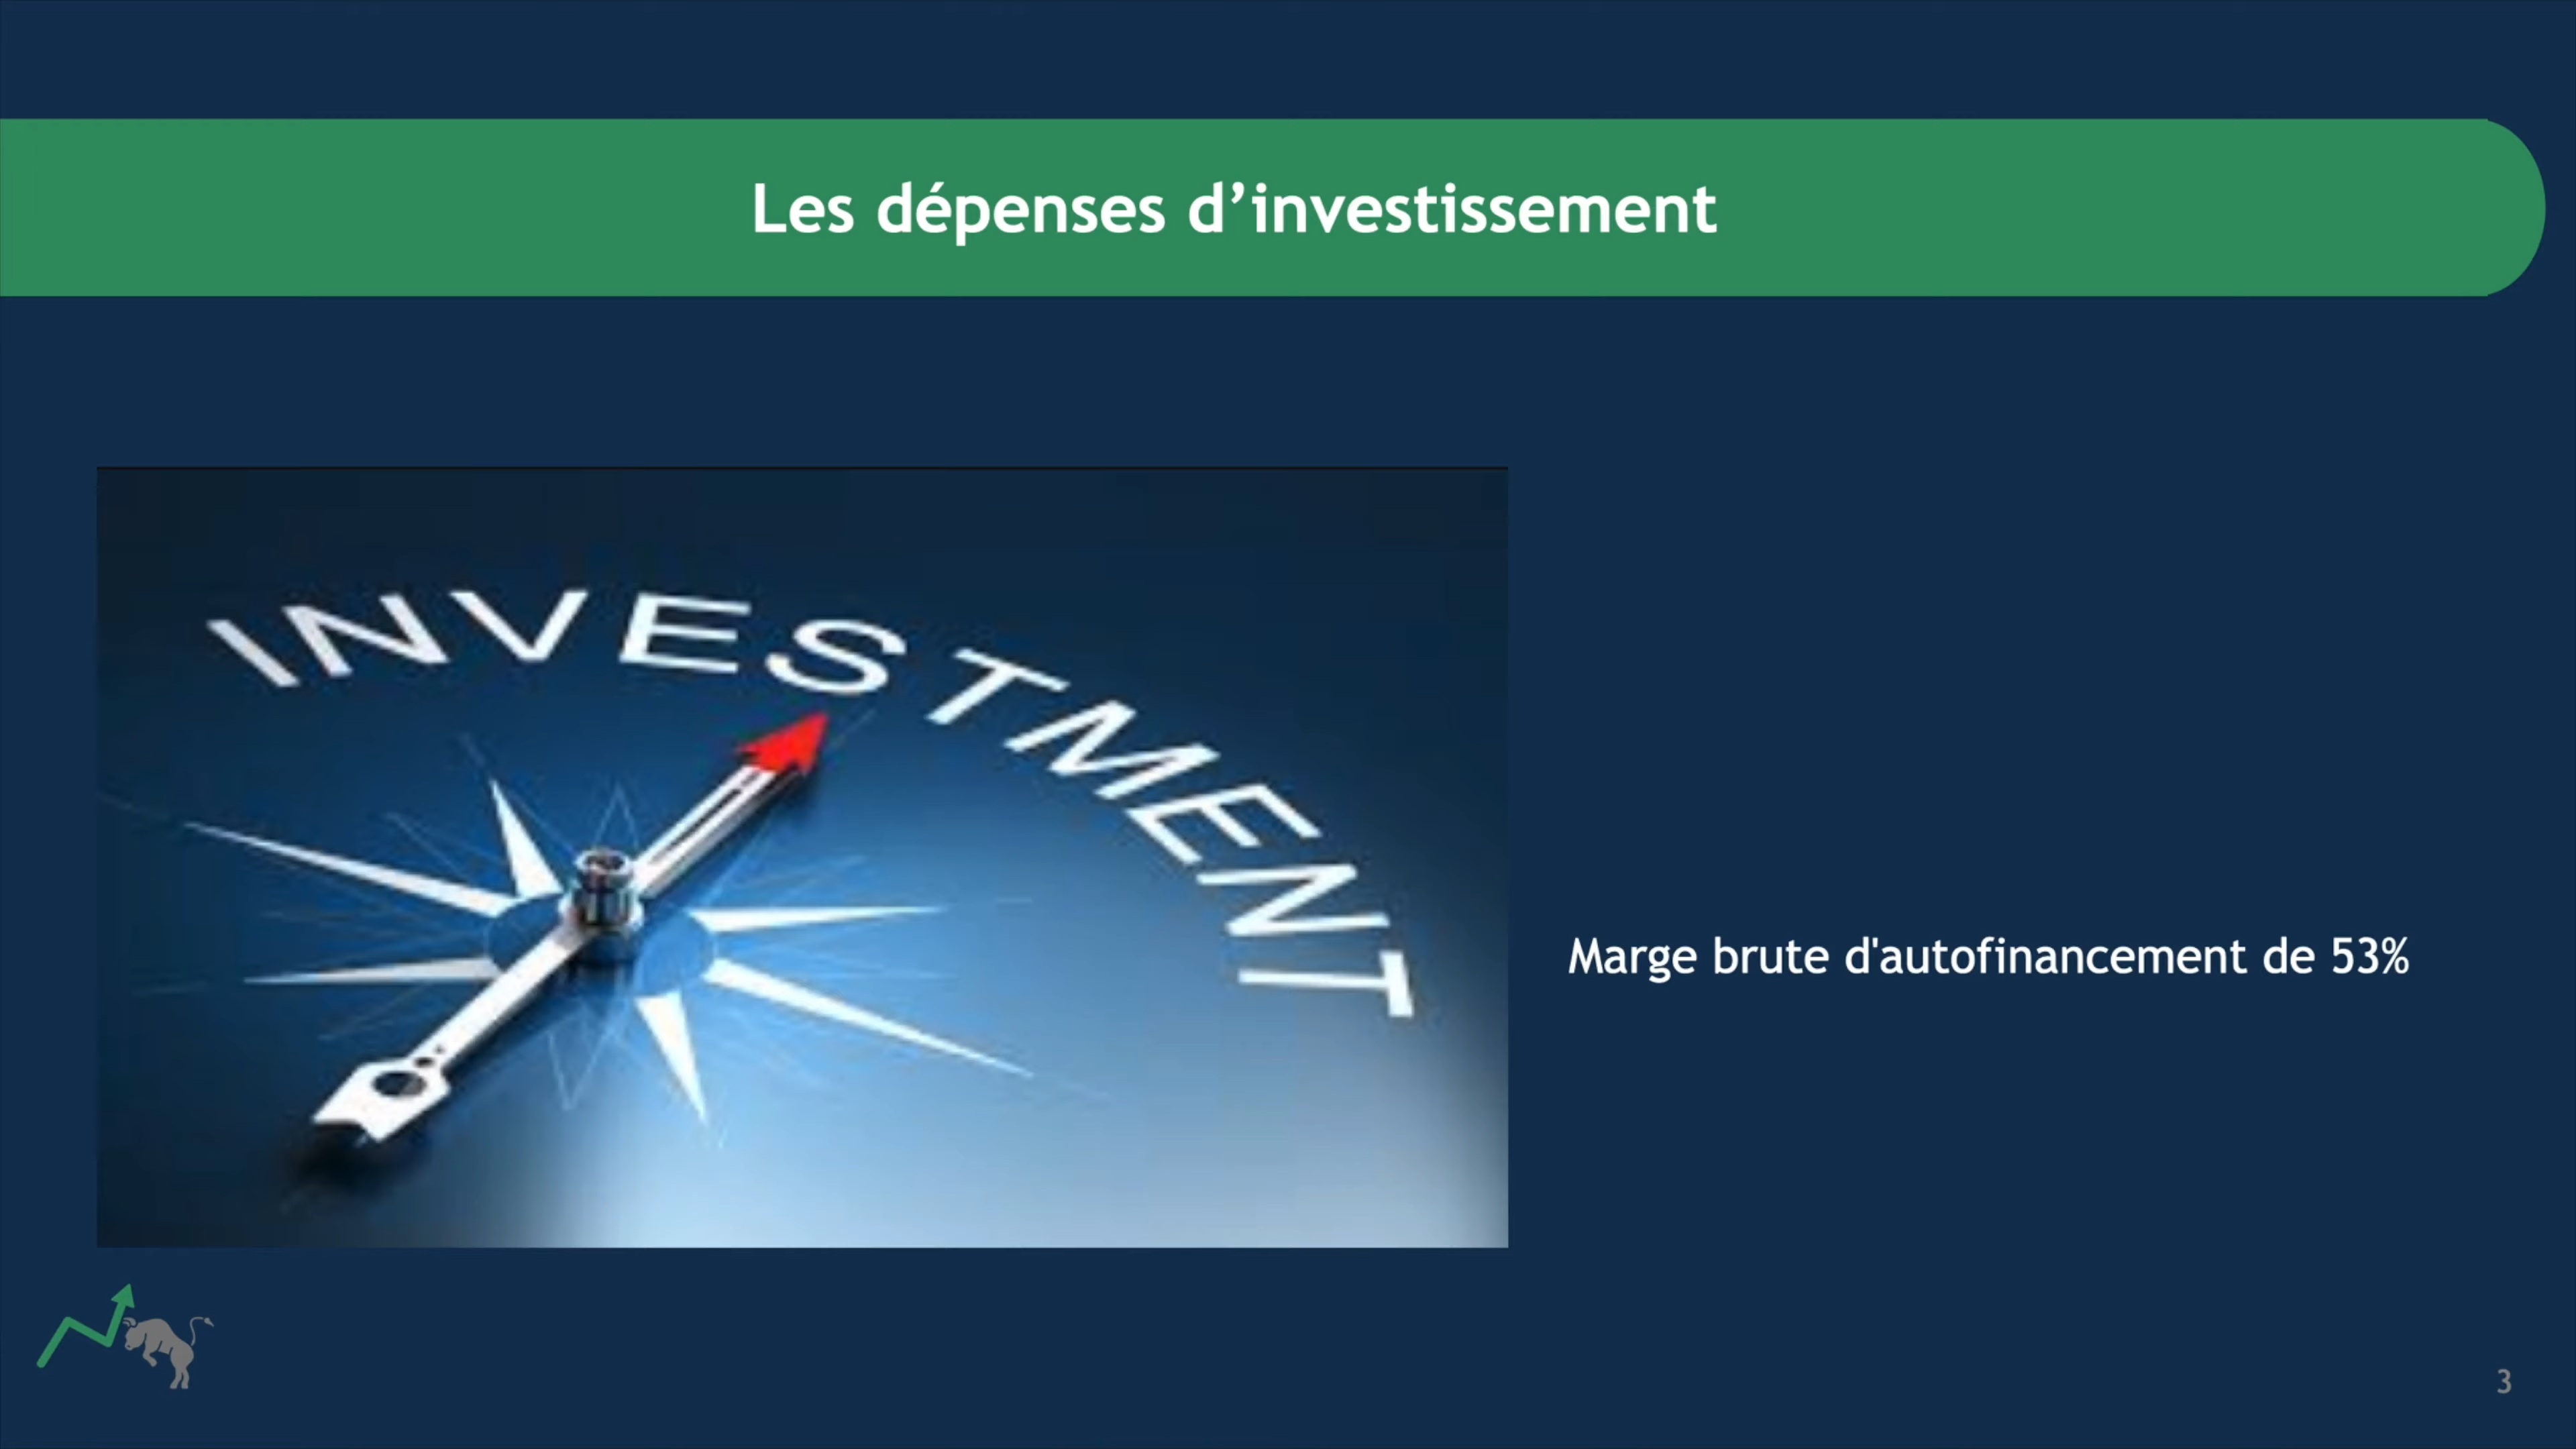 Les dépenses d’investissement
INVESTMENT
Marge brute d'autofinancement de 53%
3